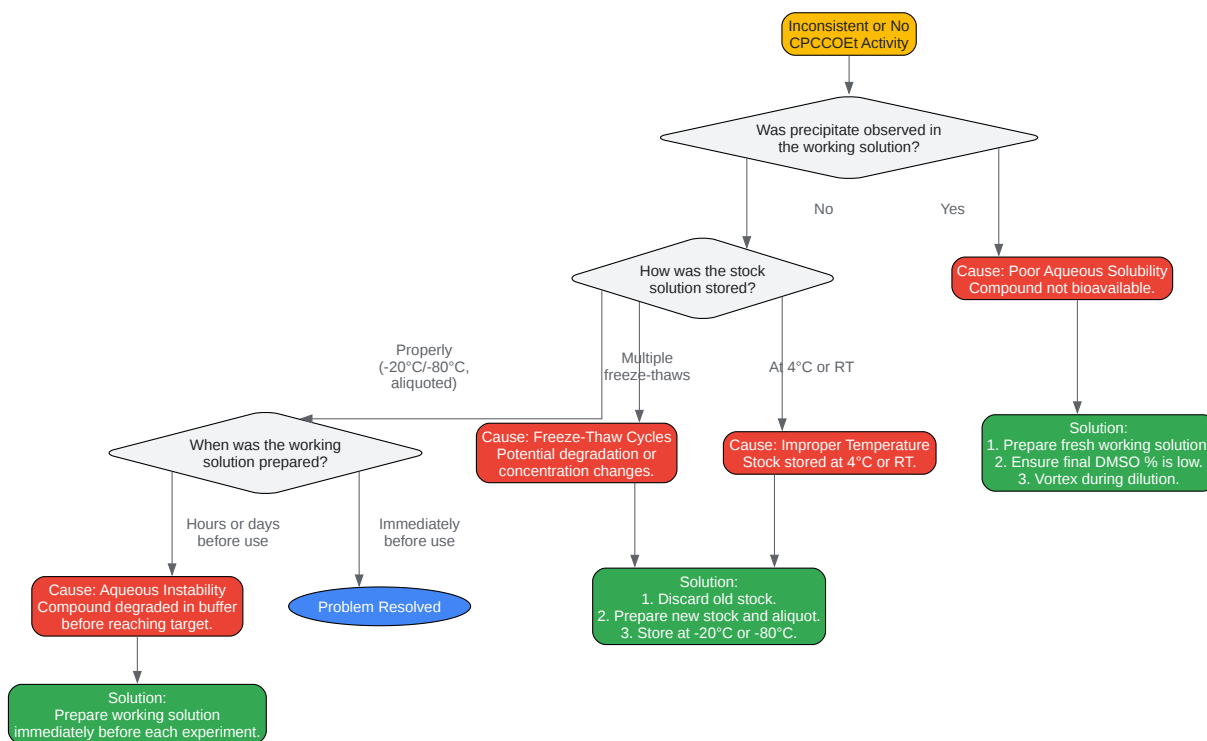 Inconsistent or No
CPCCOEt Activity
Was precipitate observed in
the working solution?
No
Yes
How was the stock
solution stored?
Cause: Poor Aqueous Solubility
Compound not bioavailable.
Properly
(-20°C/-80°C,
aliquoted)
Multiple
freeze-thaws
At 4°C or RT
When was the working
solution prepared?
Cause: Freeze-Thaw Cycles
Potential degradation or
concentration changes.
Cause: Improper Temperature
Stock stored at 4°C or RT.
Solution:
1. Prepare fresh working solution
2. Ensure final DMSO % is low.
3. Vortex during dilution.
Hours or days
before use
Immediately
before use
Cause: Aqueous Instability
Compound degraded in buffer
before reaching target.
Problem Resolved
Solution:
1. Discard old stock.
2. Prepare new stock and aliquot.
3. Store at -20°C or -80°C.
Solution:
Prepare working solution
immediately before each experiment.